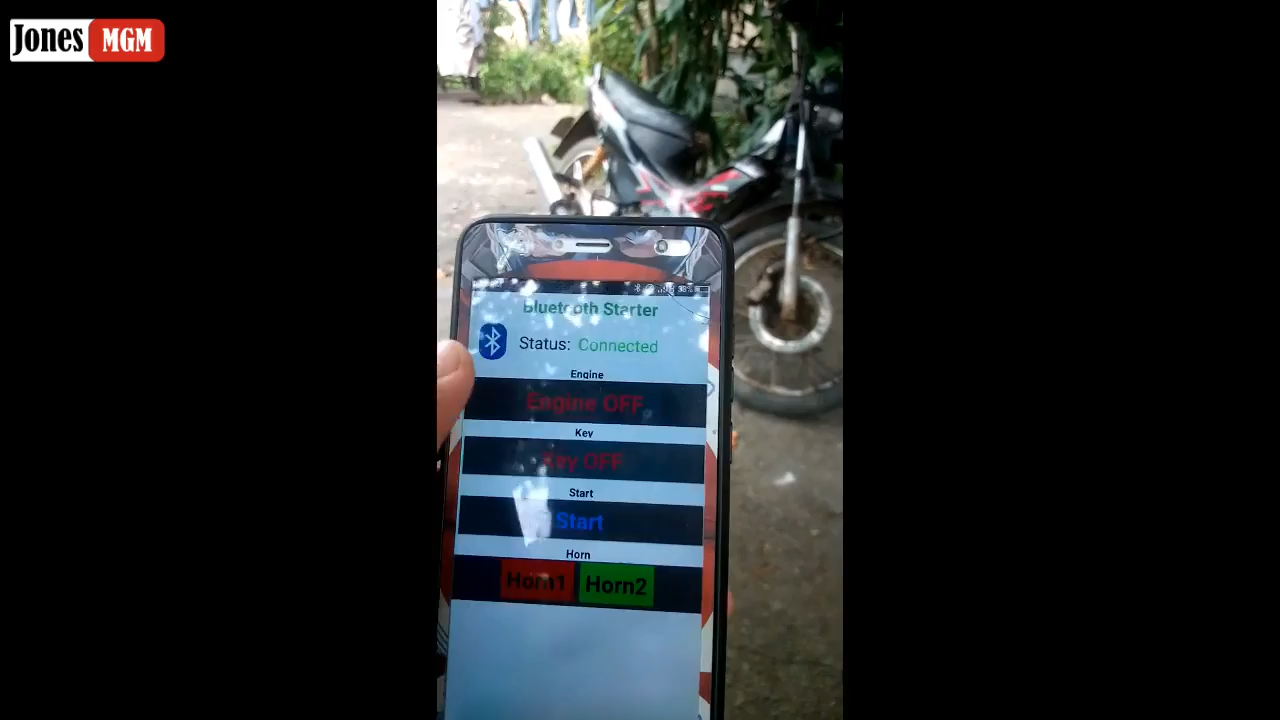 Jones MGM
Bluetooth Starter
Status: Connected
Engine
Engine OFF
Key
Key OFF
Start
Start
Horn
Horn1 Horn2